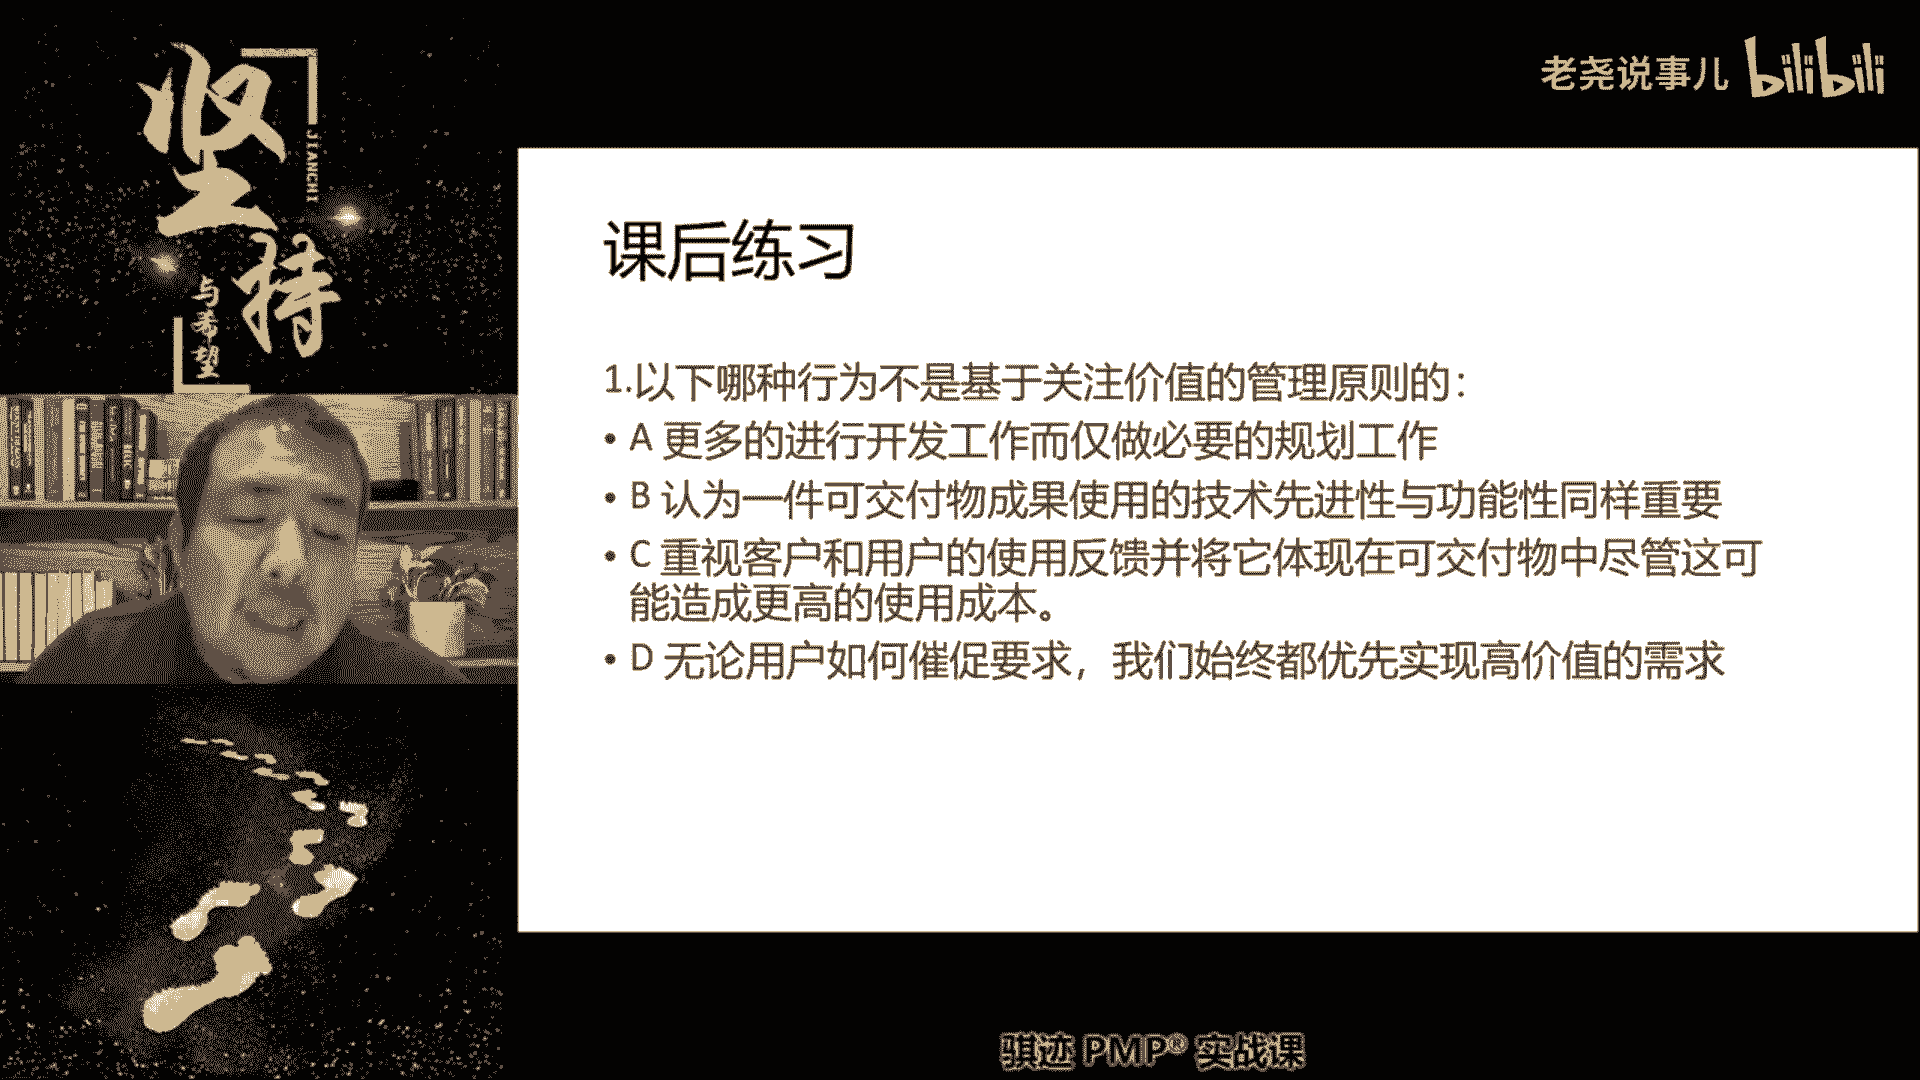 坚持
JIANCHI
与希望
老尧说事儿 bilibili
课后练习
1.以下哪种行为不是基于关注价值的管理原则的：
• A 更多的进行开发工作而仅做必要的规划工作
• B 认为一件可交付物成果使用的技术先进性与功能性同样重要
• C 重视客户和用户的使用反馈并将它体现在可交付物中尽管这可
能造成更高的使用成本。
• D 无论用户如何催促要求，我们始终都优先实现高价值的需求
骐迹 PMP® 实战课